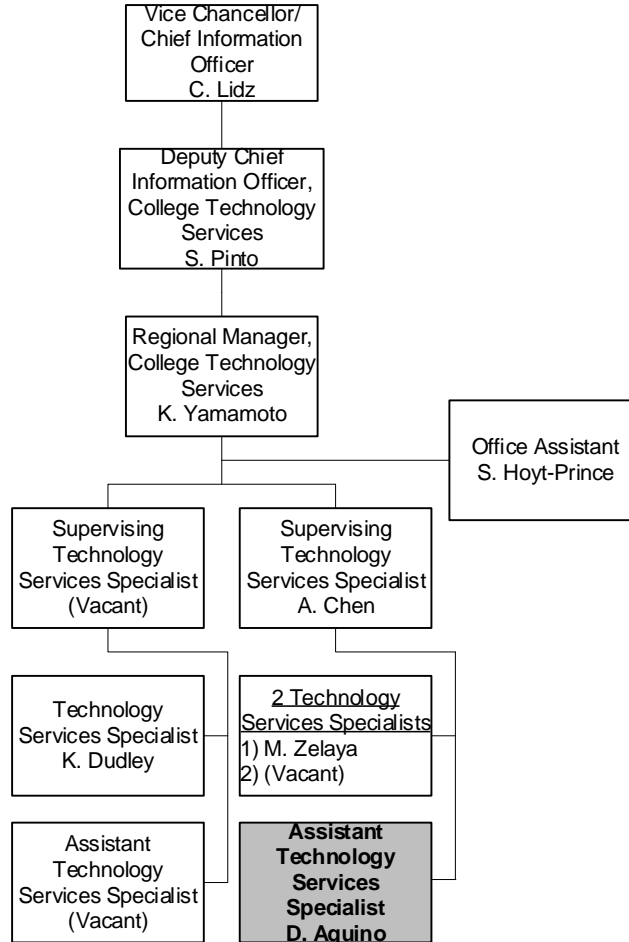 Vice Chancellor/
Chief Information
Officer
C. Lidz
Deputy Chief
Information Officer,
College Technology
Services
S. Pinto
Regional Manager,
College Technology
Services
K. Yamamoto
Office Assistant
S. Hoyt-Prince
Supervising
Technology
Services Specialist
(Vacant)
Supervising
Technology
Services Specialist
A. Chen
Technology
Services Specialist
K. Dudley
2 Technology
Services Specialists
1) M. Zelaya
2) (Vacant)
Assistant
Technology
Services Specialist
(Vacant)
Assistant
Technology
Services
Specialist
D. Aquino